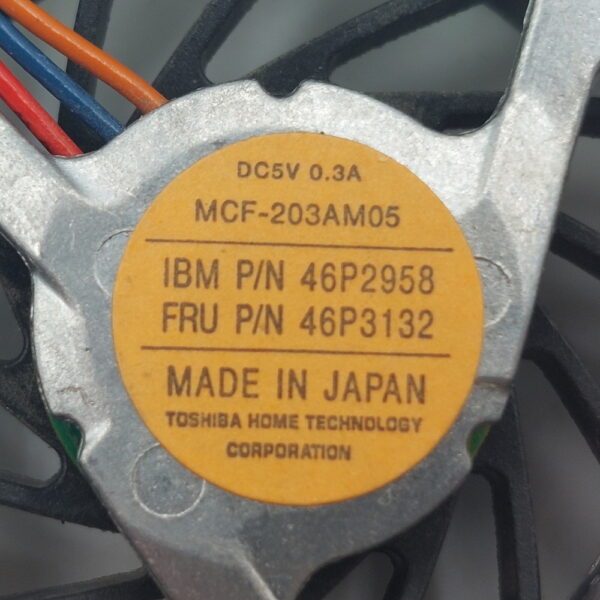 DC5V 0.3A
MCF-203AM05
IBM P/N 46P2958
FRU P/N 46P3132
MADE IN JAPAN
TOSHIBA HOME TECHNOLOGY
CORPORATION